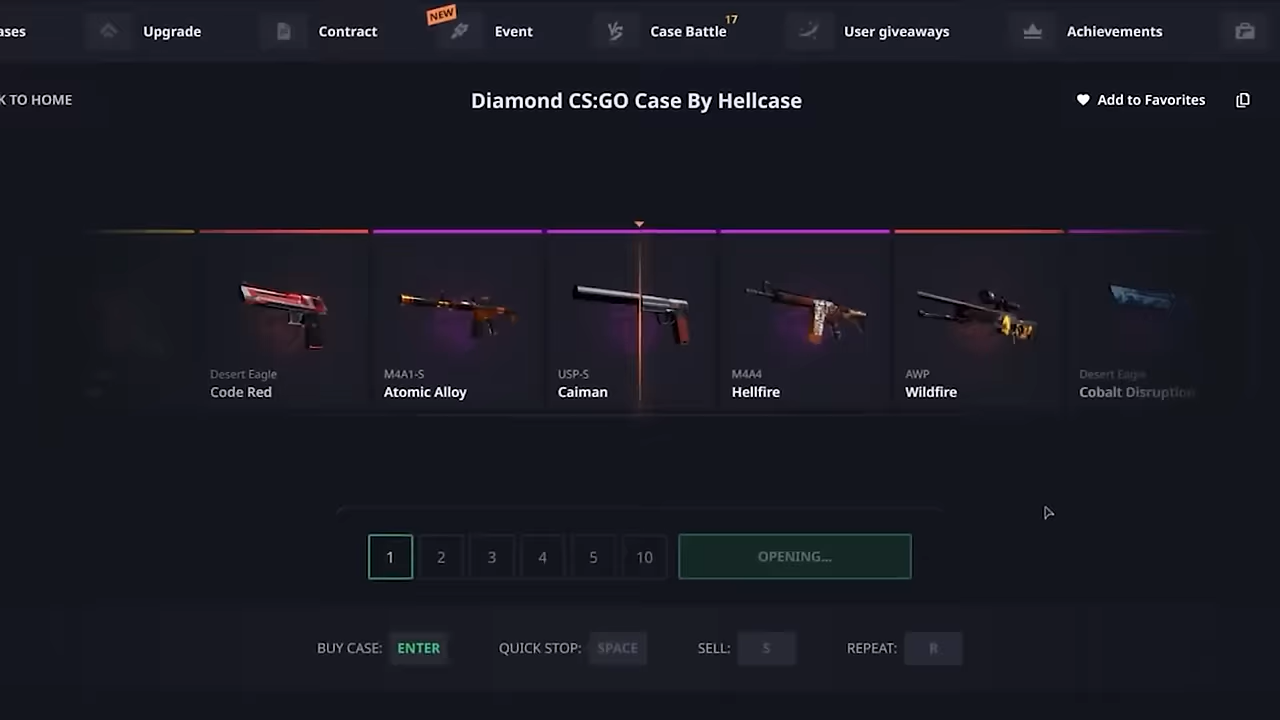 ases
Upgrade
Contract
NEW
Event
Case Battle
17
User giveaways
Achievements
K TO HOME
Diamond CS:GO Case By Hellcase
Add to Favorites
Desert Eagle
Code Red
M4A1-S
Atomic Alloy
USP-S
Caiman
M4A4
Hellfire
AWP
Wildfire
Desert Eagle
Cobalt Disruption
1
2
3
4
5
10
OPENING...
BUY CASE: ENTER
QUICK STOP: SPACE
SELL: S
REPEAT: R